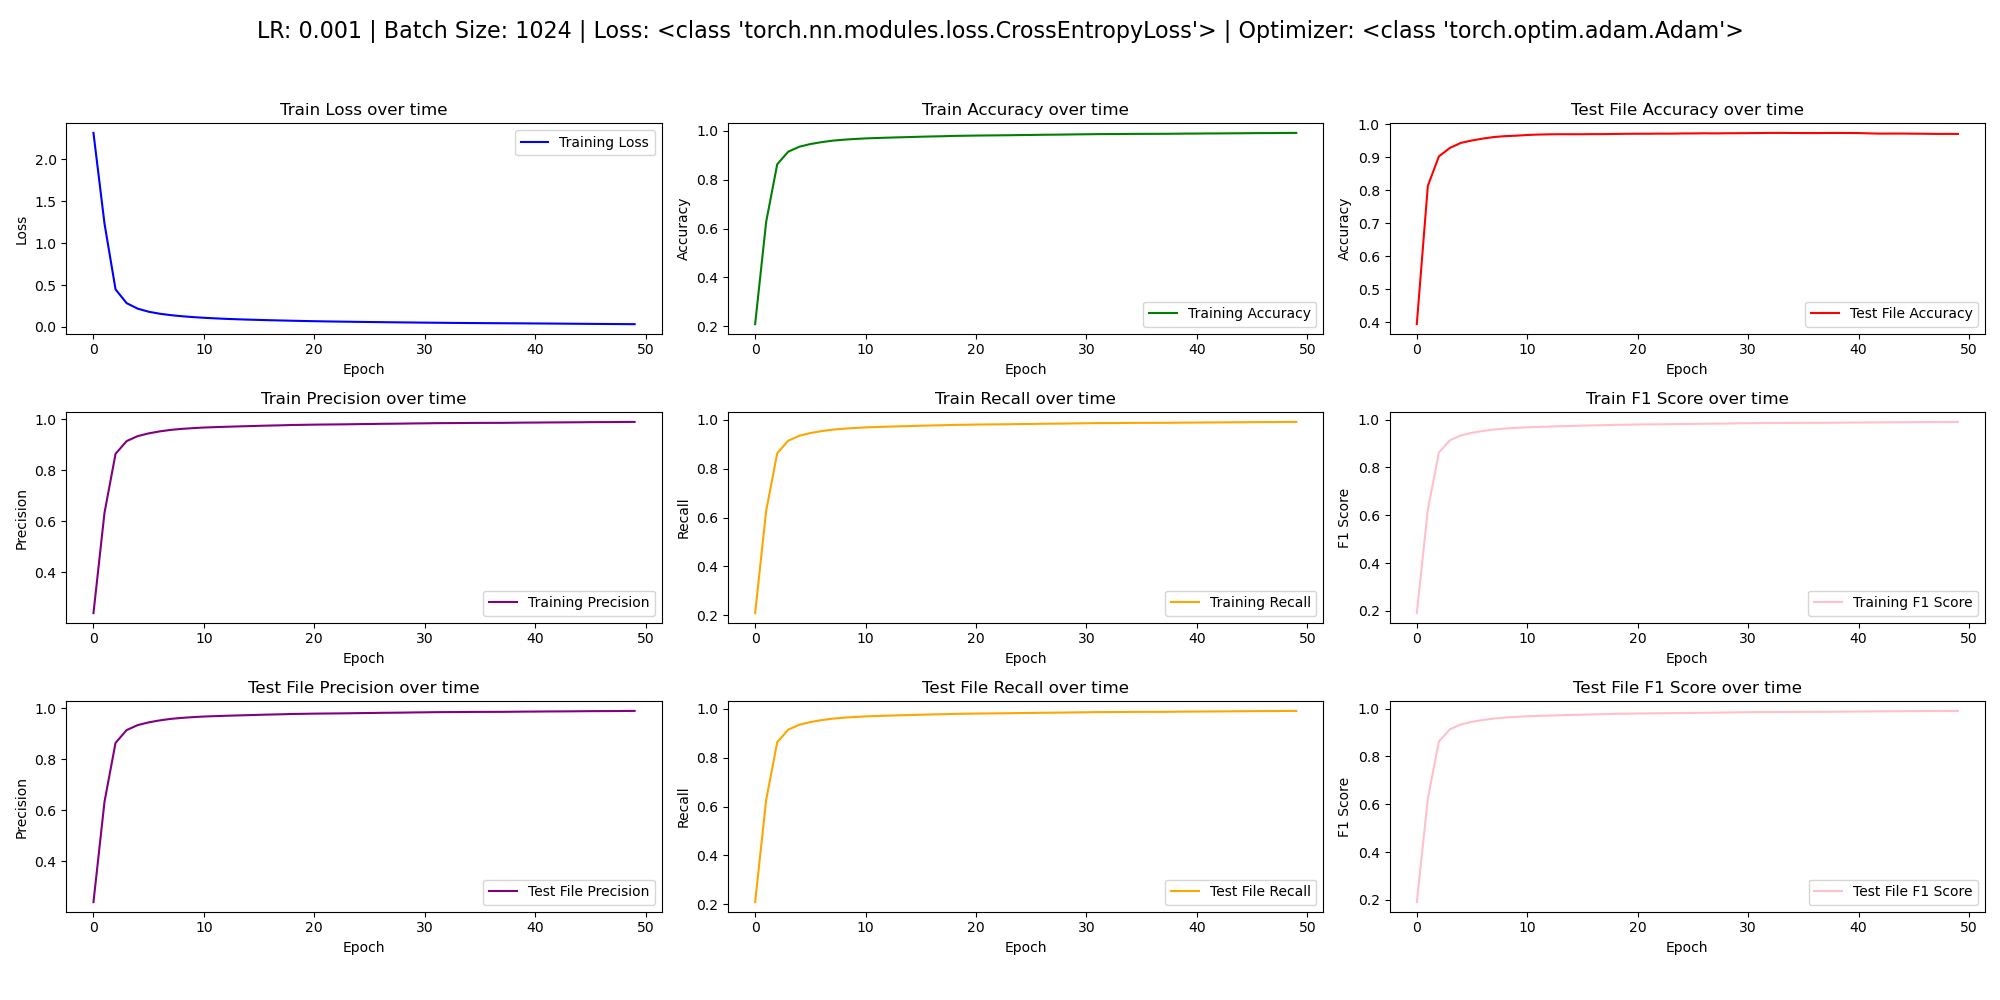 LR: 0.001 | Batch Size: 1024 | Loss: <class 'torch.nn.modules.loss.CrossEntropyLoss'> | Optimizer: <class 'torch.optim.adam.Adam'>
Train Loss over time
Loss
2.0
1.5
1.0
0.5
0.0
Training Loss
0 10 20 30 40 50
Epoch
Train Accuracy over time
Accuracy
1.0
0.8
0.6
0.4
0.2
Training Accuracy
0 10 20 30 40 50
Epoch
Test File Accuracy over time
Accuracy
1.0
0.9
0.8
0.7
0.6
0.5
0.4
Test File Accuracy
0 10 20 30 40 50
Epoch
Train Precision over time
Precision
1.0
0.8
0.6
0.4
Training Precision
0 10 20 30 40 50
Epoch
Train Recall over time
Recall
1.0
0.8
0.6
0.4
0.2
Training Recall
0 10 20 30 40 50
Epoch
Train F1 Score over time
F1 Score
1.0
0.8
0.6
0.4
0.2
Training F1 Score
0 10 20 30 40 50
Epoch
Test File Precision over time
Precision
1.0
0.8
0.6
0.4
Test File Precision
0 10 20 30 40 50
Epoch
Test File Recall over time
Recall
1.0
0.8
0.6
0.4
0.2
Test File Recall
0 10 20 30 40 50
Epoch
Test File F1 Score over time
F1 Score
1.0
0.8
0.6
0.4
0.2
Test File F1 Score
0 10 20 30 40 50
Epoch